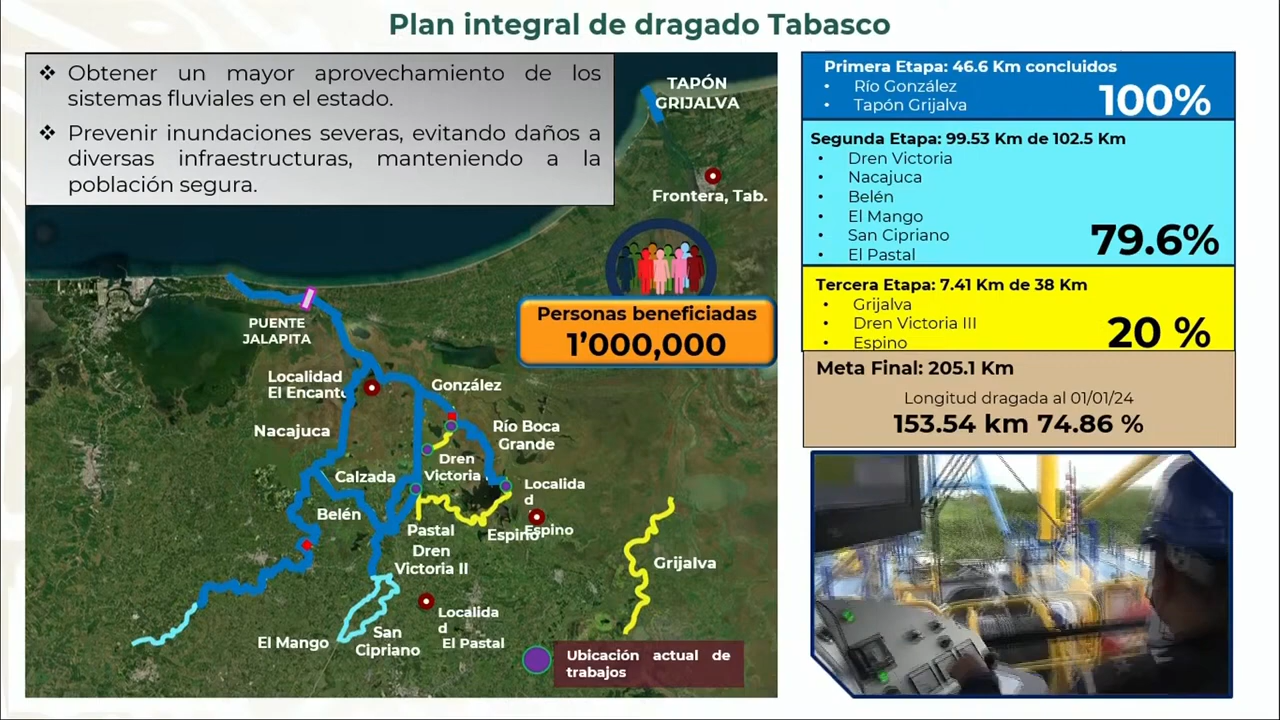 Plan integral de dragado Tabasco
❖ Obtener un mayor aprovechamiento de los
sistemas fluviales en el estado.
❖ Prevenir inundaciones severas, evitando daños a
diversas infraestructuras, manteniendo a la
población segura.
TAPÓN
GRIJALVA
Frontera, Tab.
Personas beneficiadas
1’000,000
PUENTE
JALAPITA
Localidad
El Encanto
González
Nacajuca
Río Boca
Grande
Dren
Victoria
Calzada
Localida
d
Espino
Belén
Pastal
Espino
Dren
Victoria II
Grijalva
Localida
d
El Pastal
El Mango
San
Cipriano
Ubicación actual de
trabajos
Primera Etapa: 46.6 Km concluidos
• Río González
• Tapón Grijalva
100%
Segunda Etapa: 99.53 Km de 102.5 Km
• Dren Victoria
• Nacajuca
• Belén
• El Mango
• San Cipriano
• El Pastal
79.6%
Tercera Etapa: 7.41 Km de 38 Km
• Grijalva
• Dren Victoria III
• Espino
20 %
Meta Final: 205.1 Km
Longitud dragada al 01/01/24
153.54 km 74.86 %